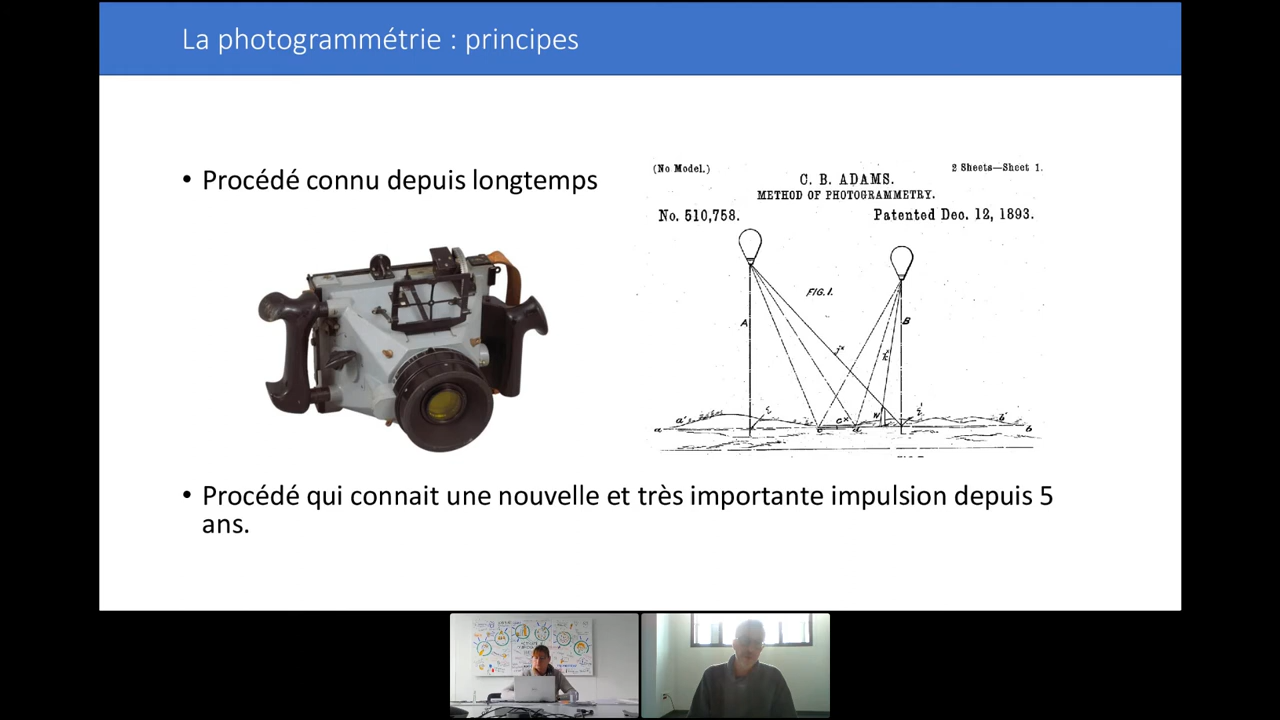 La photogrammétrie : principes
• Procédé connu depuis longtemps
(No Model.)
2 Sheets—Sheet 1.
C. B. ADAMS.
METHOD OF PHOTOGRAMMETRY.
No. 510,758.
Patented Dec. 12, 1893.
FIG. 1.
A
B
a'
b'
a
b
• Procédé qui connait une nouvelle et très importante impulsion depuis 5
ans.